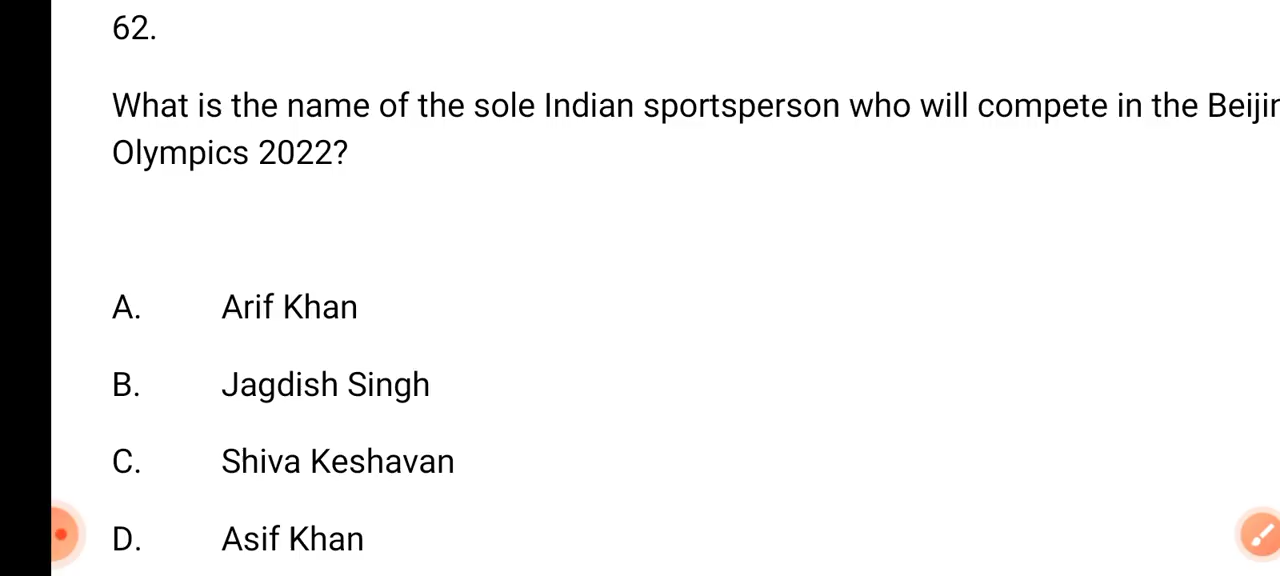 62.
What is the name of the sole Indian sportsperson who will compete in the
Olympics 2022?
A. Arif Khan
B. Jagdish Singh
C. Shiva Keshavan
D. Asif Khan